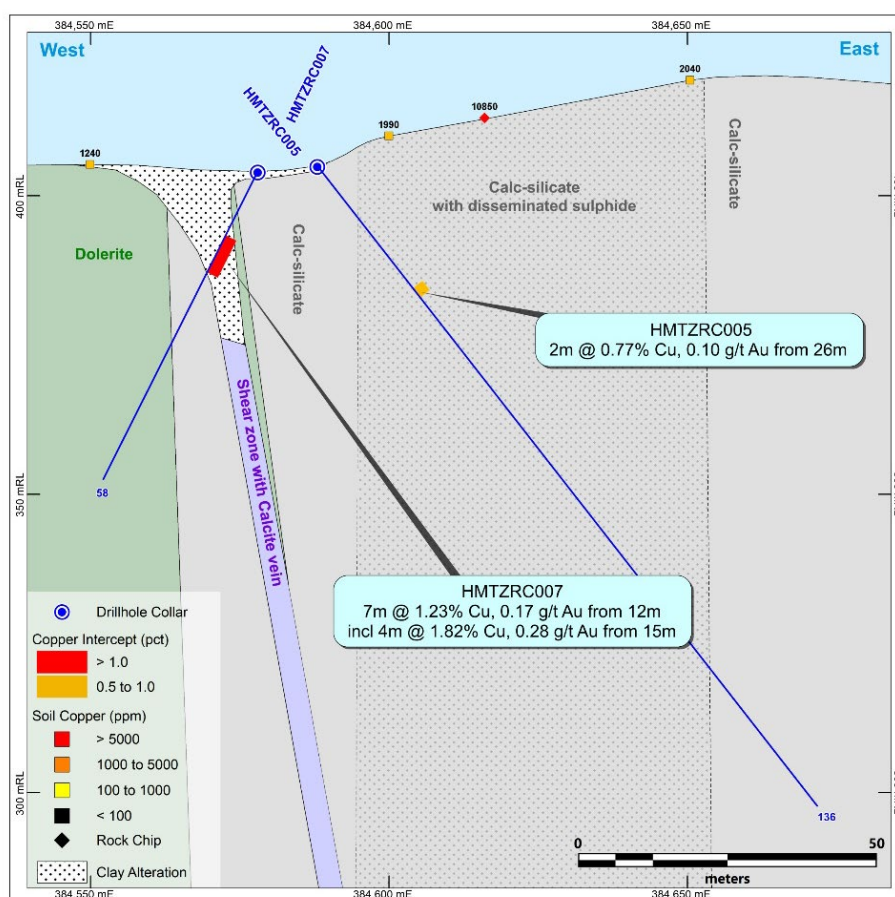 384,550 mE
384,600 mE
384,650 mE
West
East
HMTZRC005
HMTZRC007
1240
1990
10850
2040
400 mRL
Dolerite
Calc-silicate
Calc-silicate
with disseminated sulphide
Calc-silicate
HMTZRC005
2m @ 0.77% Cu, 0.10 g/t Au from 26m
Shear zone with Calcite vein
58
350 mRL
HMTZRC007
7m @ 1.23% Cu, 0.17 g/t Au from 12m
incl 4m @ 1.82% Cu, 0.28 g/t Au from 15m
Drillhole Collar
Copper Intercept (pct)
> 1.0
0.5 to 1.0
Soil Copper (ppm)
> 5000
1000 to 5000
100 to 1000
< 100
Rock Chip
Clay Alteration
300 mRL
136
0
50
meters
384,550 mE
384,600 mE
384,650 mE